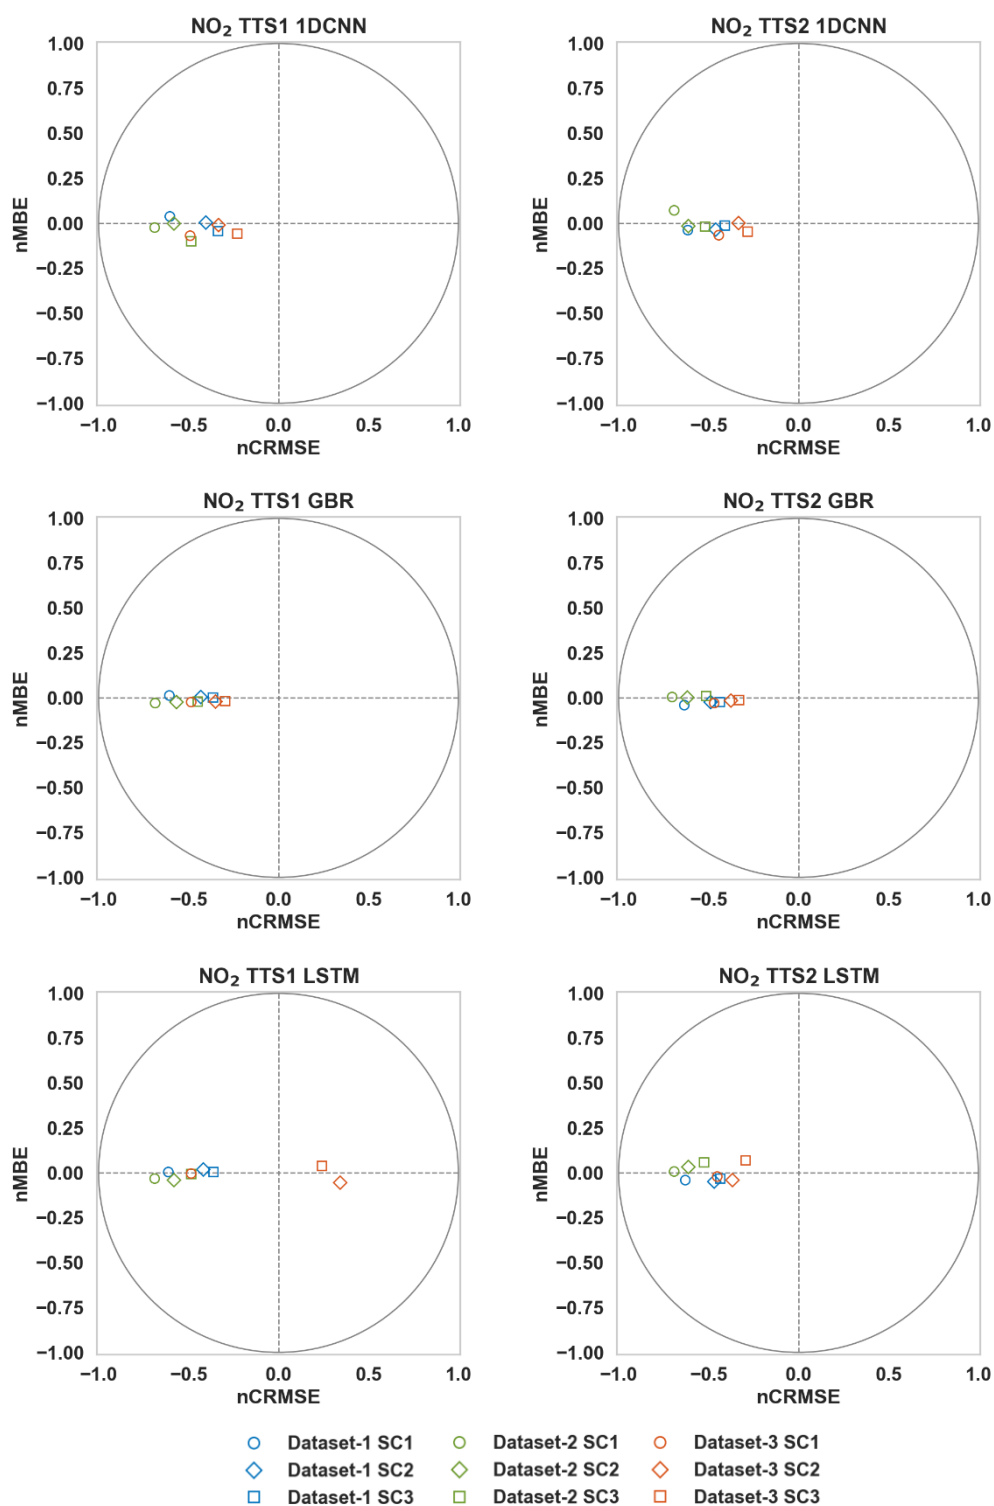 NO₂ TTS1 1DCNN
1.00
0.75
0.50
0.25
0.00
−0.25
−0.50
−0.75
−1.00
nMBE
−1.0 −0.5 0.0 0.5 1.0
nCRMSE
NO₂ TTS2 1DCNN
1.00
0.75
0.50
0.25
0.00
−0.25
−0.50
−0.75
−1.00
nMBE
−1.0 −0.5 0.0 0.5 1.0
nCRMSE
NO₂ TTS1 GBR
1.00
0.75
0.50
0.25
0.00
−0.25
−0.50
−0.75
−1.00
nMBE
−1.0 −0.5 0.0 0.5 1.0
nCRMSE
NO₂ TTS2 GBR
1.00
0.75
0.50
0.25
0.00
−0.25
−0.50
−0.75
−1.00
nMBE
−1.0 −0.5 0.0 0.5 1.0
nCRMSE
NO₂ TTS1 LSTM
1.00
0.75
0.50
0.25
0.00
−0.25
−0.50
−0.75
−1.00
nMBE
−1.0 −0.5 0.0 0.5 1.0
nCRMSE
NO₂ TTS2 LSTM
1.00
0.75
0.50
0.25
0.00
−0.25
−0.50
−0.75
−1.00
nMBE
−1.0 −0.5 0.0 0.5 1.0
nCRMSE
Dataset-1 SC1 Dataset-2 SC1 Dataset-3 SC1
Dataset-1 SC2 Dataset-2 SC2 Dataset-3 SC2
Dataset-1 SC3 Dataset-2 SC3 Dataset-3 SC3